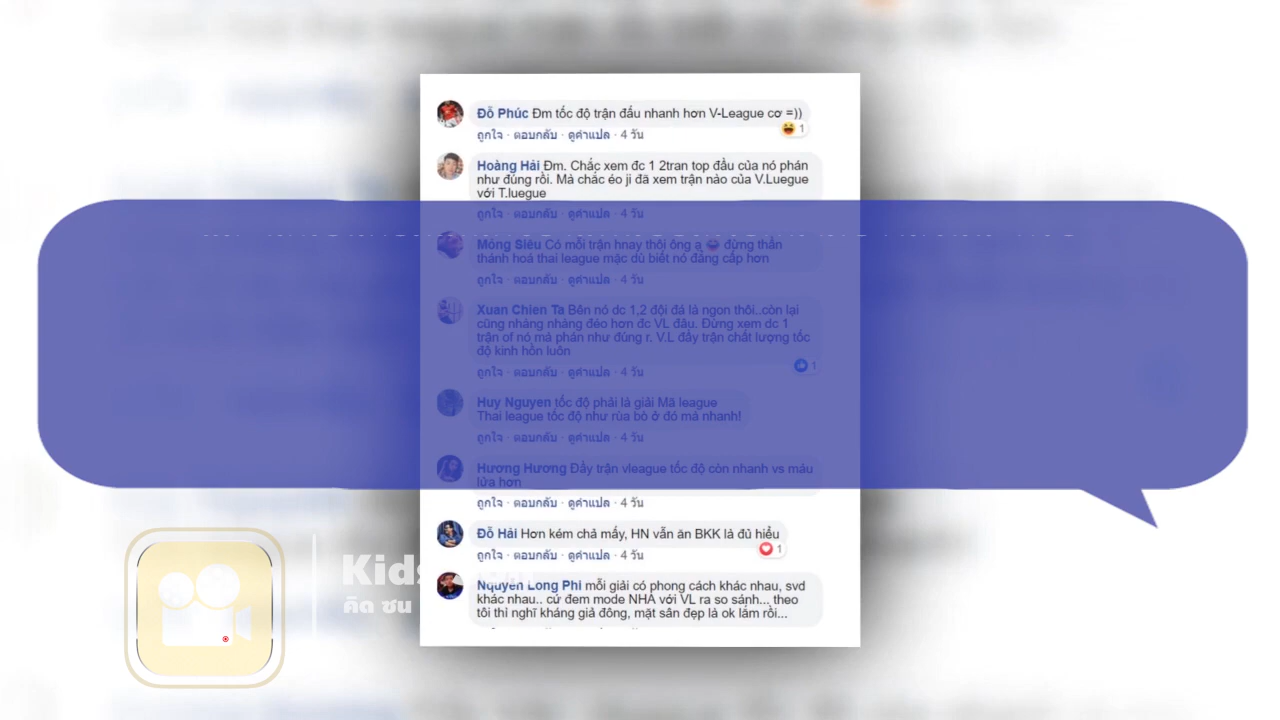 Đỗ Phúc Đm tốc độ trận đấu nhanh hơn V-League cơ =))
1
ถูกใจ · ตอบกลับ · ดูคำแปล · 4 วัน
Hoàng Hải Đm. Chắc xem đc 1 2tran top đầu của nó phán
như đúng rồi. Mà chắc éo ji đã xem trận nào của V.Luegue
với T.luegue
ถูกใจ · ตอบกลับ · ดูคำแปล · 4 วัน
Mộng Siêu Có mỗi trận hnay thôi ông ạ 😂 đừng thần
thánh hoá thai league mặc dù biết nó đẳng cấp hơn
ถูกใจ · ตอบกลับ · ดูคำแปล · 4 วัน
Xuan Chien Ta Bên nó dc 1,2 đội đá là ngon thôi..còn lại
cũng nhàng nhàng đéo hơn đc VL đâu. Đừng xem dc 1
trận of nó mà phán như đúng r. V.L đầy trận chất lượng tốc
độ kinh hồn luôn
1
ถูกใจ · ตอบกลับ · ดูคำแปล · 4 วัน
Huy Nguyen tốc độ phải là giải Mã league
Thai league tốc độ như rùa bò ở đó mà nhanh!
ถูกใจ · ตอบกลับ · ดูคำแปล · 4 วัน
Hương Hương Đầy trận vleague tốc độ còn nhanh vs máu
lửa hơn
ถูกใจ · ตอบกลับ · ดูคำแปล · 4 วัน
Đỗ Hải Hơn kém chả mấy, HN vẫn ăn BKK là đủ hiểu
1
ถูกใจ · ตอบกลับ · ดูคำแปล · 4 วัน
Nguyen Long Phi mỗi giải có phong cách khác nhau, svd
khác nhau.. cứ đem mode NHA với VL ra so sánh... theo
tôi thì nghĩ kháng giả đông, mặt sân đẹp là ok lắm rồi...
Kids
คิด ซน